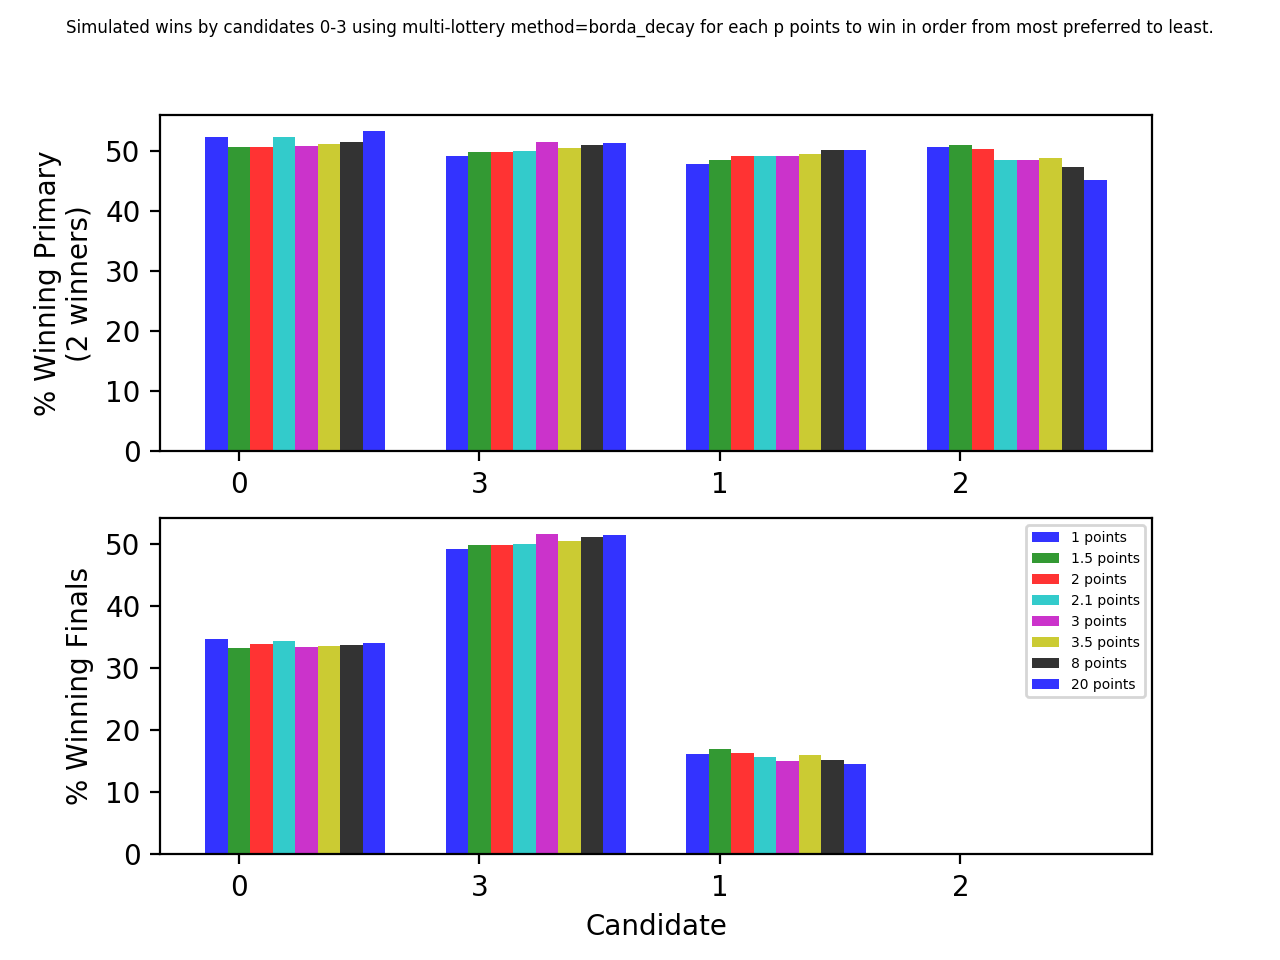 Simulated wins by candidates 0-3 using multi-lottery method=borda_decay for each p points to win in order from most preferred to least.
% Winning Primary
(2 winners)
50
40
30
20
10
0
0 3 1 2
% Winning Finals
50
40
30
20
10
0
1 points
1.5 points
2 points
2.1 points
3 points
3.5 points
8 points
20 points
0 3 1 2
Candidate